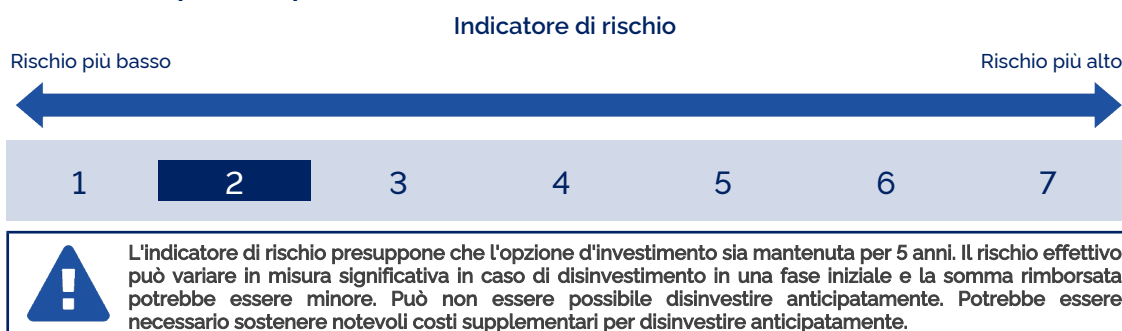 Indicatore di rischio
Rischio più basso
Rischio più alto
1 2 3 4 5 6 7
L'indicatore di rischio presuppone che l'opzione d'investimento sia mantenuta per 5 anni. Il rischio effettivo
può variare in misura significativa in caso di disinvestimento in una fase iniziale e la somma rimborsata
potrebbe essere minore. Può non essere possibile disinvestire anticipatamente. Potrebbe essere
necessario sostenere notevoli costi supplementari per disinvestire anticipatamente.